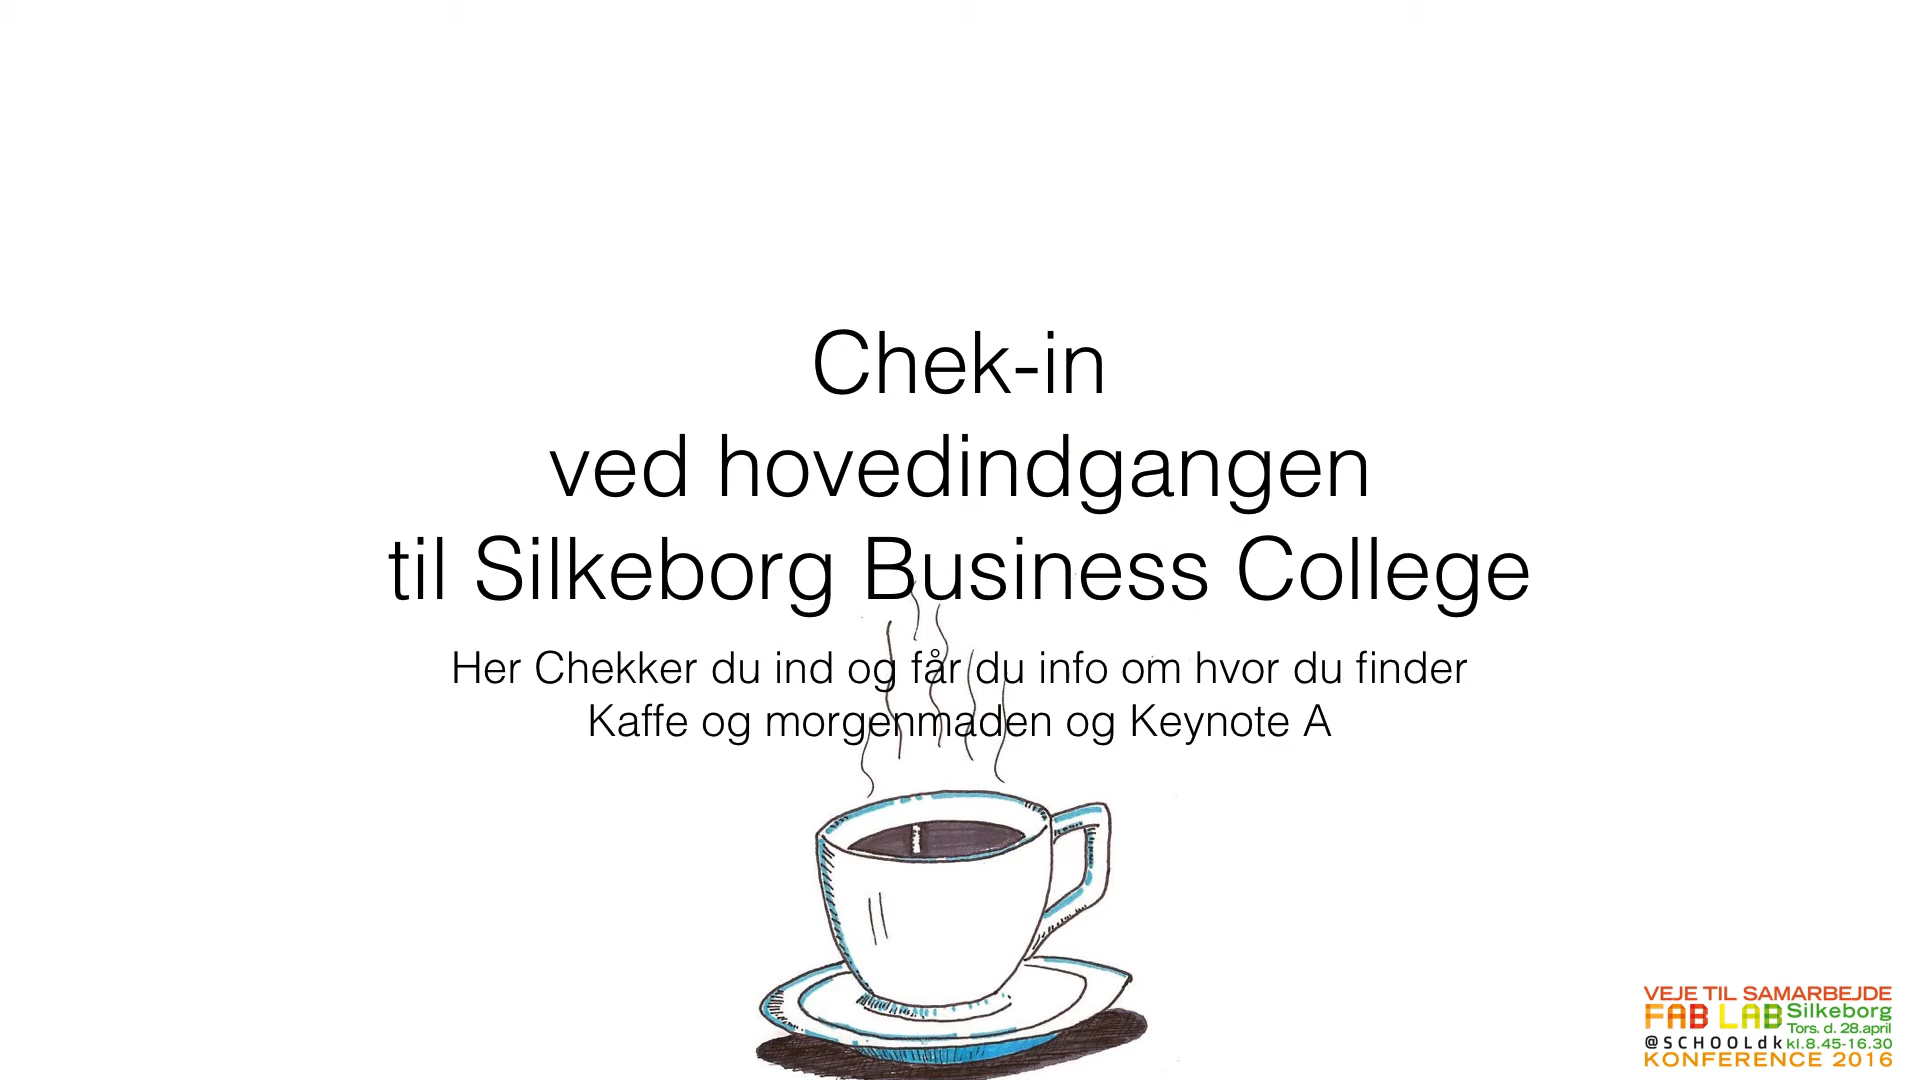 Chek-in
ved hovedindgangen
til Silkeborg Business College
Her Chekker du ind og får du info om hvor du finder
Kaffe og morgenmaden og Keynote A
VEJE TIL SAMARBEJDE
FAB LAB Silkeborg
Tors. d. 28.april
@SCHOOLdk kl.8.45-16.30
KONFERENCE 2016